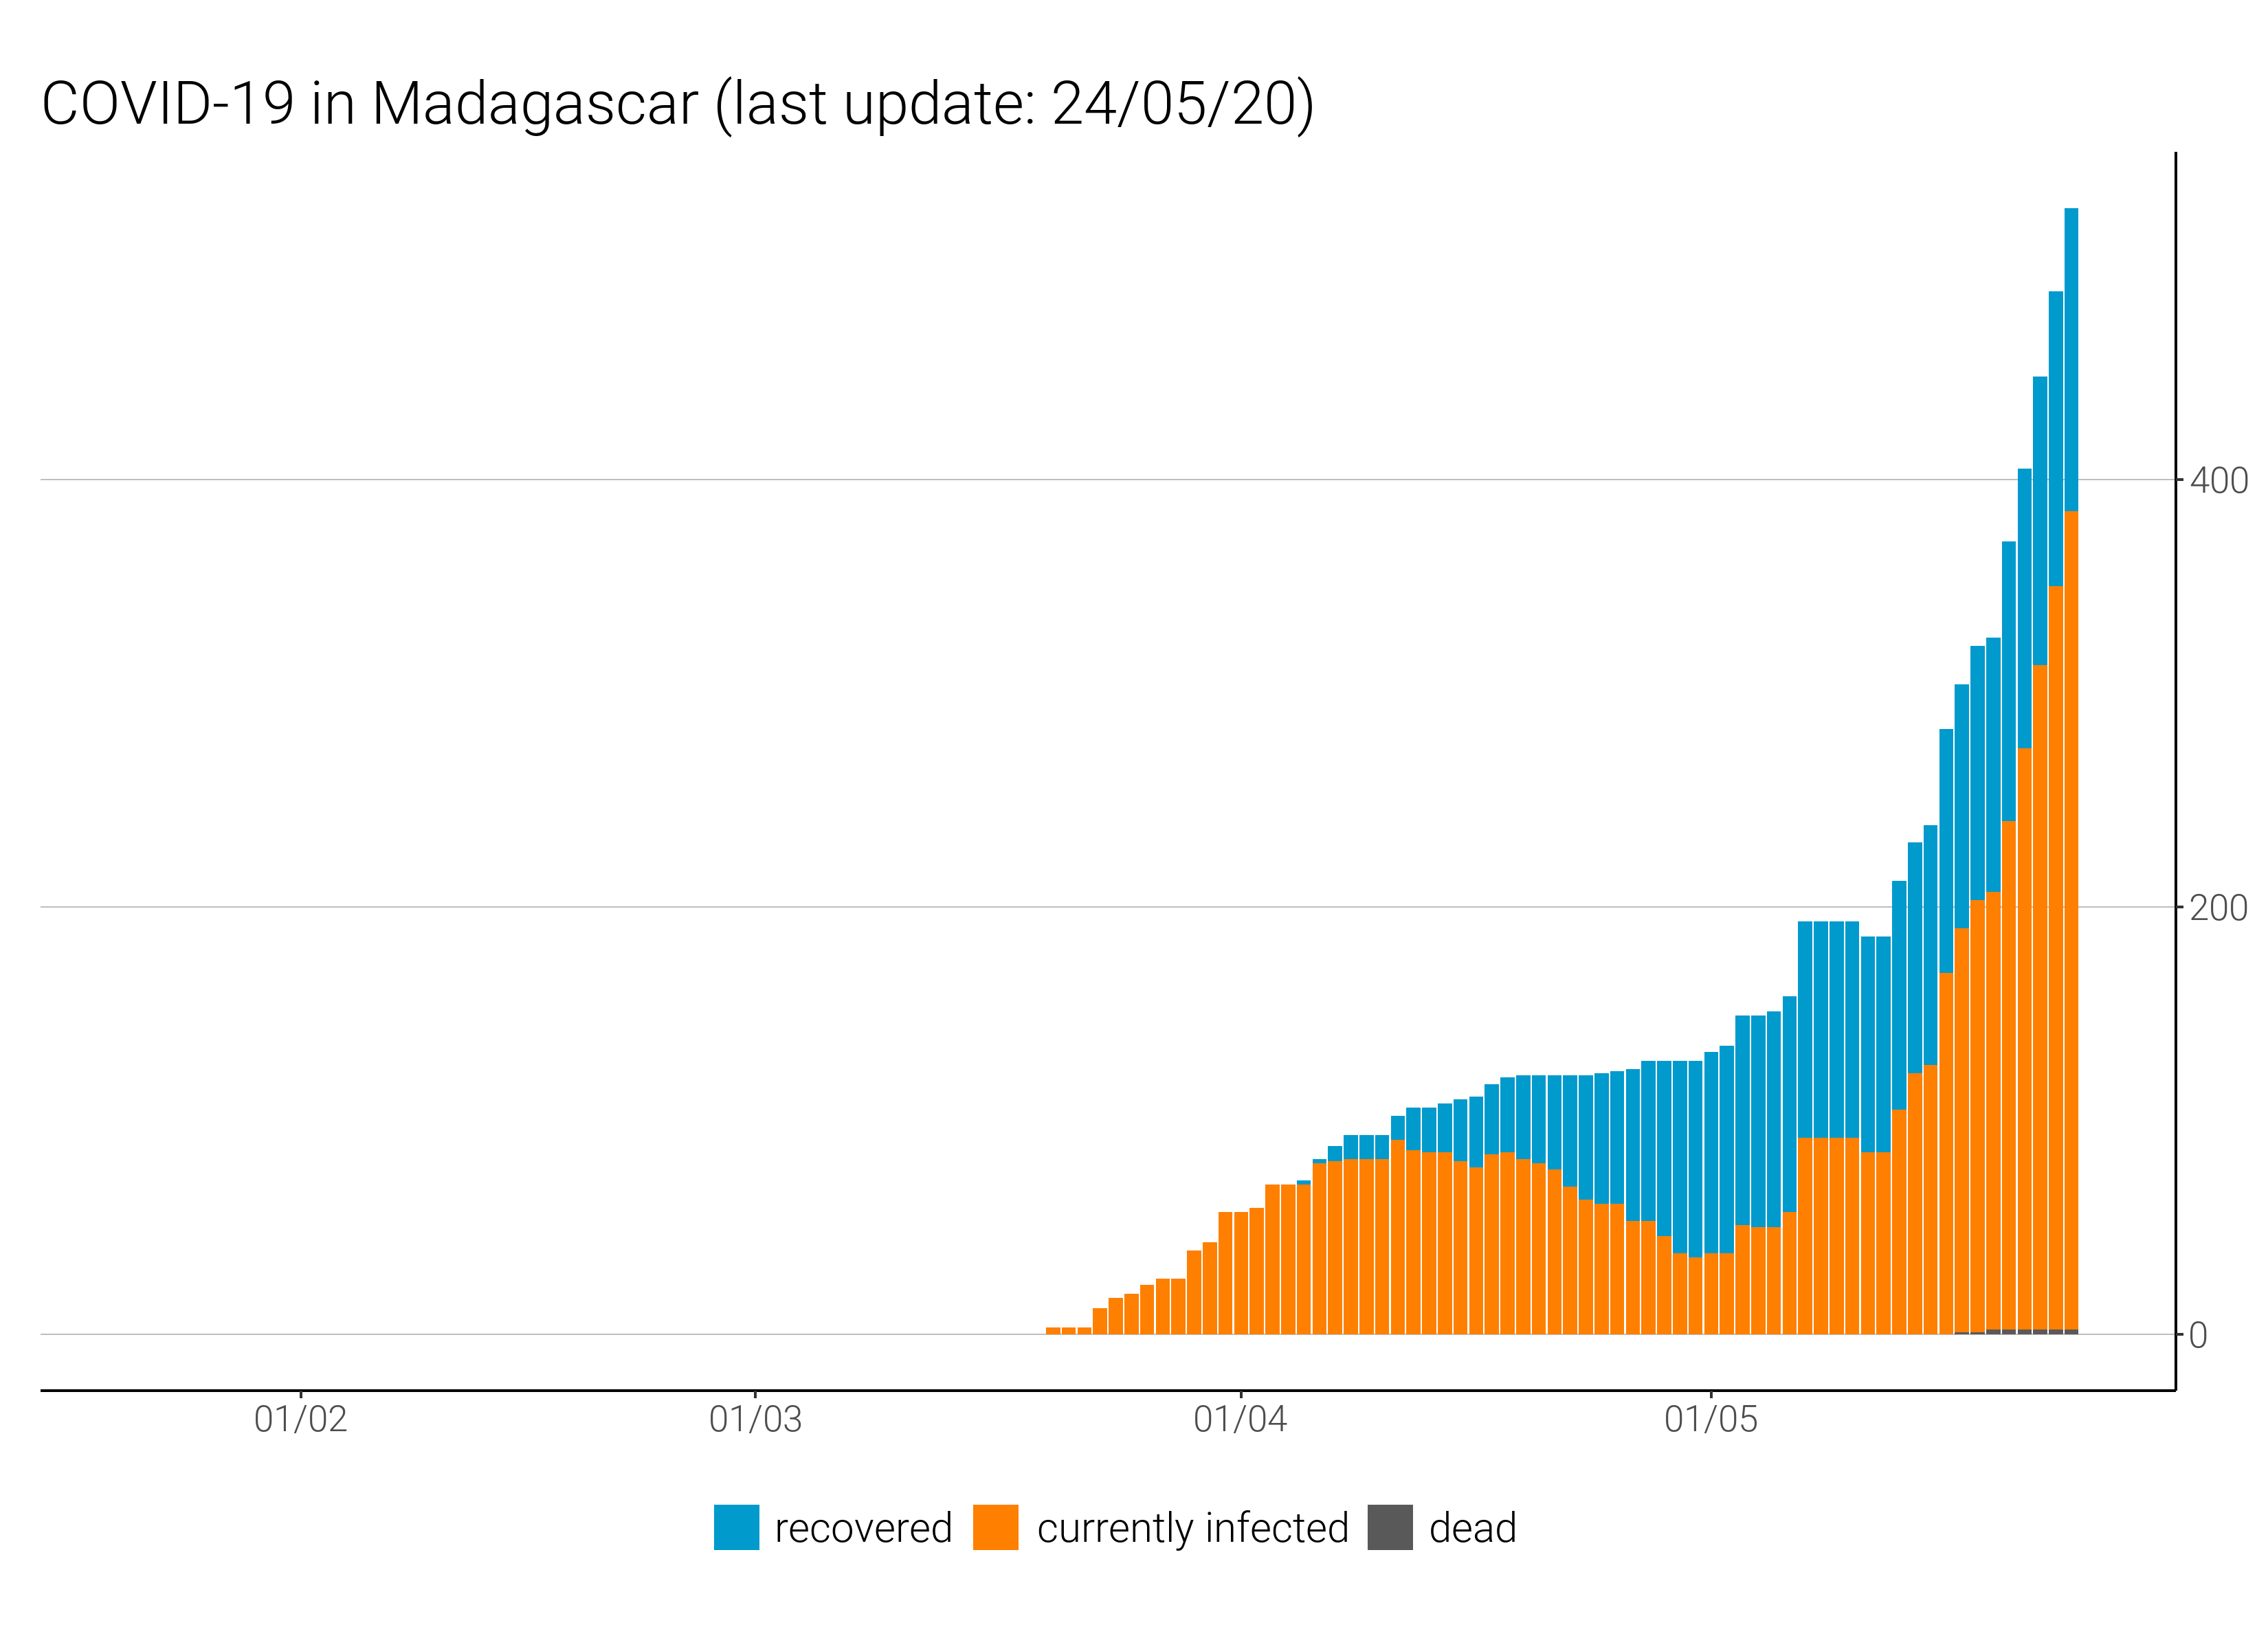 COVID-19 in Madagascar (last update: 24/05/20)
400
200
0
01/02 01/03 01/04 01/05
recovered currently infected dead